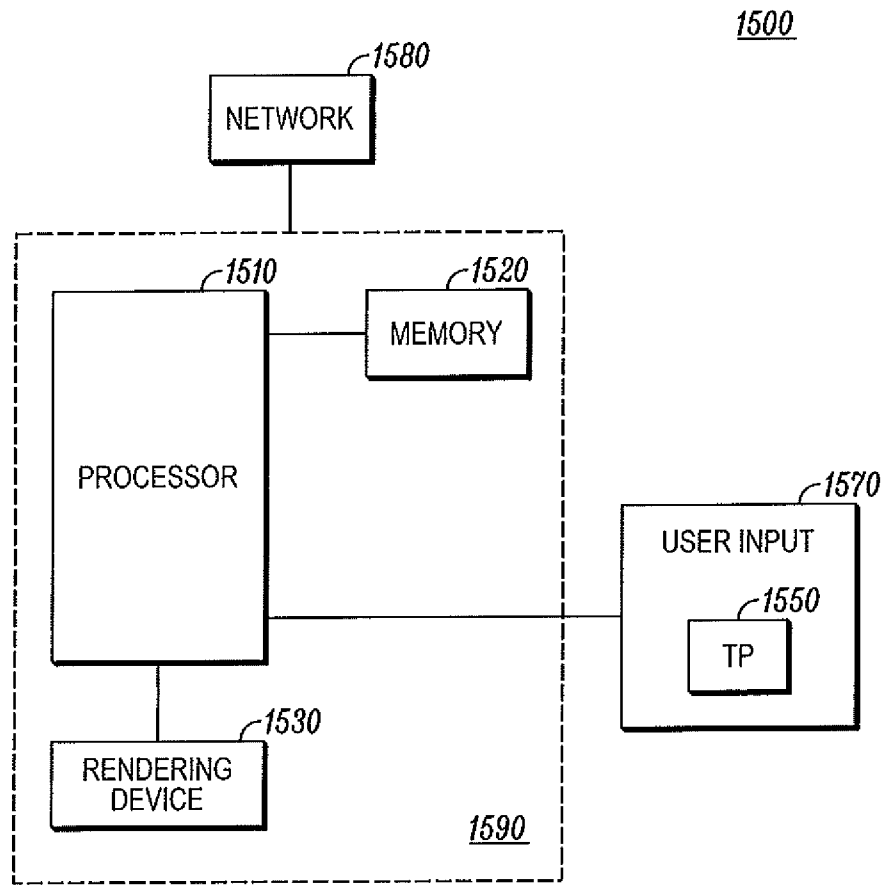 1500
1580
NETWORK
1510
1520
MEMORY
PROCESSOR
1570
USER INPUT
1550
TP
1530
RENDERING
DEVICE
1590